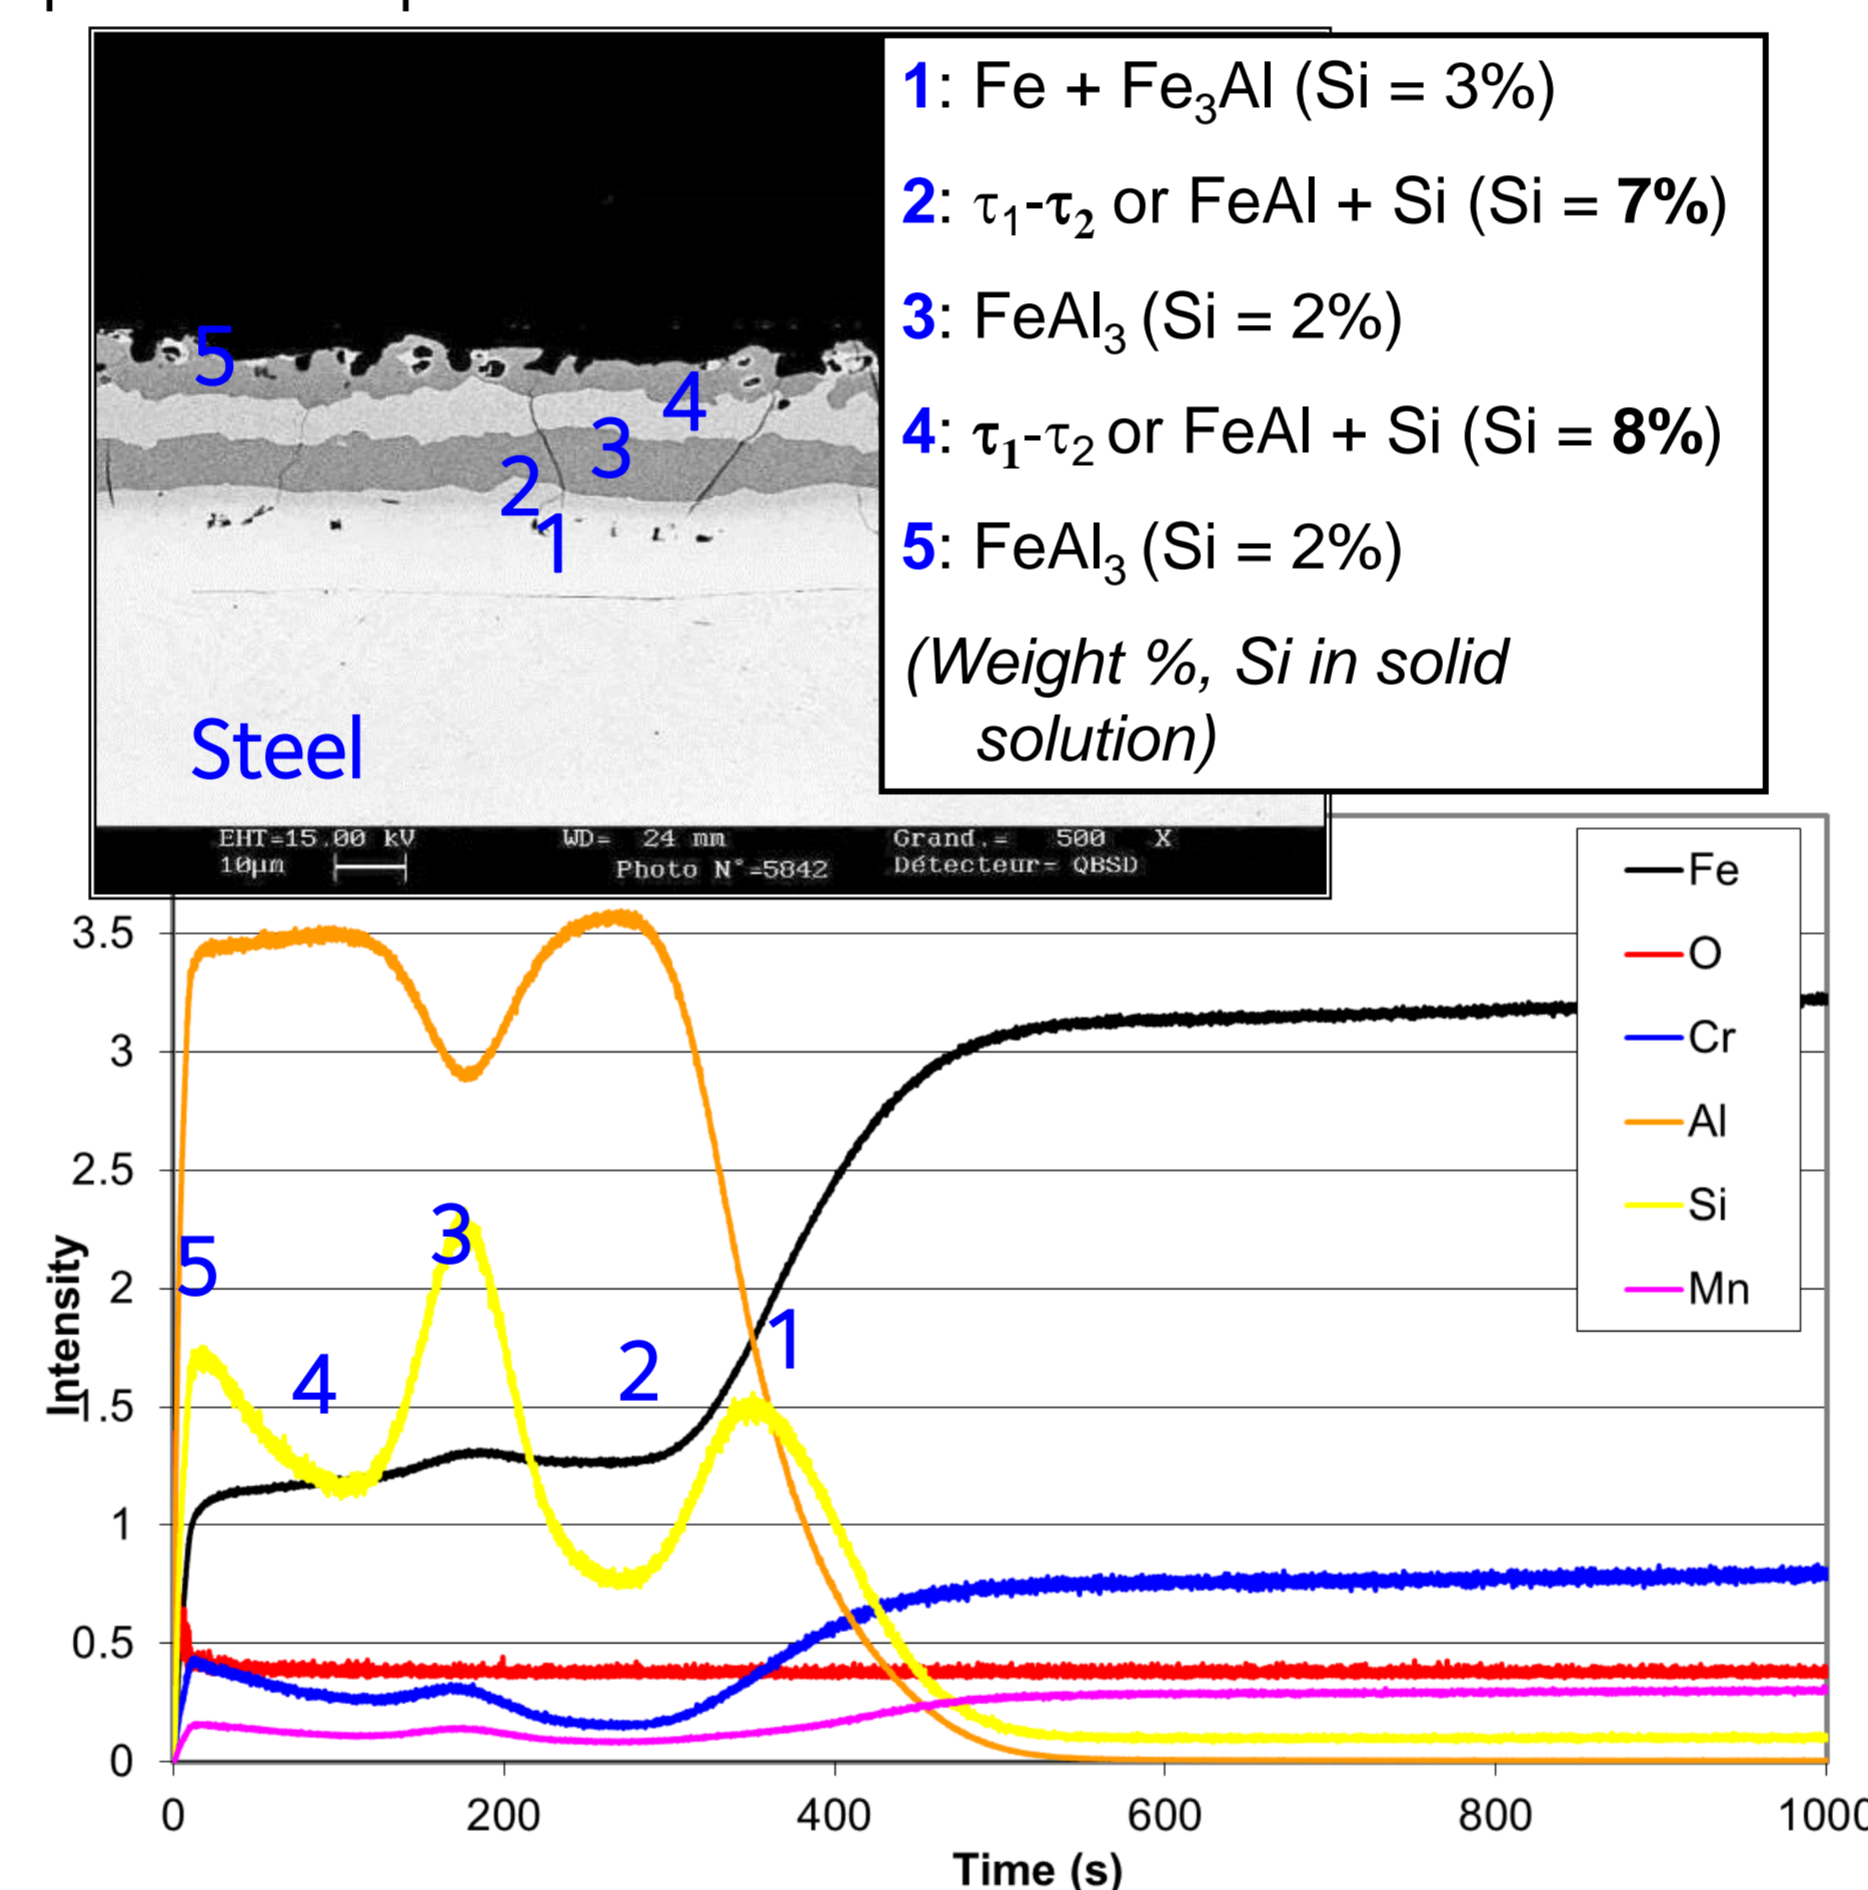 1: Fe + Fe₃Al (Si = 3%)
2: τ₁-τ₂ or FeAl + Si (Si = 7%)
3: FeAl₃ (Si = 2%)
4: τ₁-τ₂ or FeAl + Si (Si = 8%)
5: FeAl₃ (Si = 2%)
(Weight %, Si in solid
solution)
5
4
3
2
1
Steel
EHT=15.00 kV WD= 24 mm Grand.= 500 X
10µm Photo N°=5842 Détecteur= QBSD
Fe
O
Cr
Al
Si
Mn
3.5
3
2.5
2
1.5
1
0.5
0
Intensity
5
4
3
2
1
0 200 400 600 800 1000
Time (s)